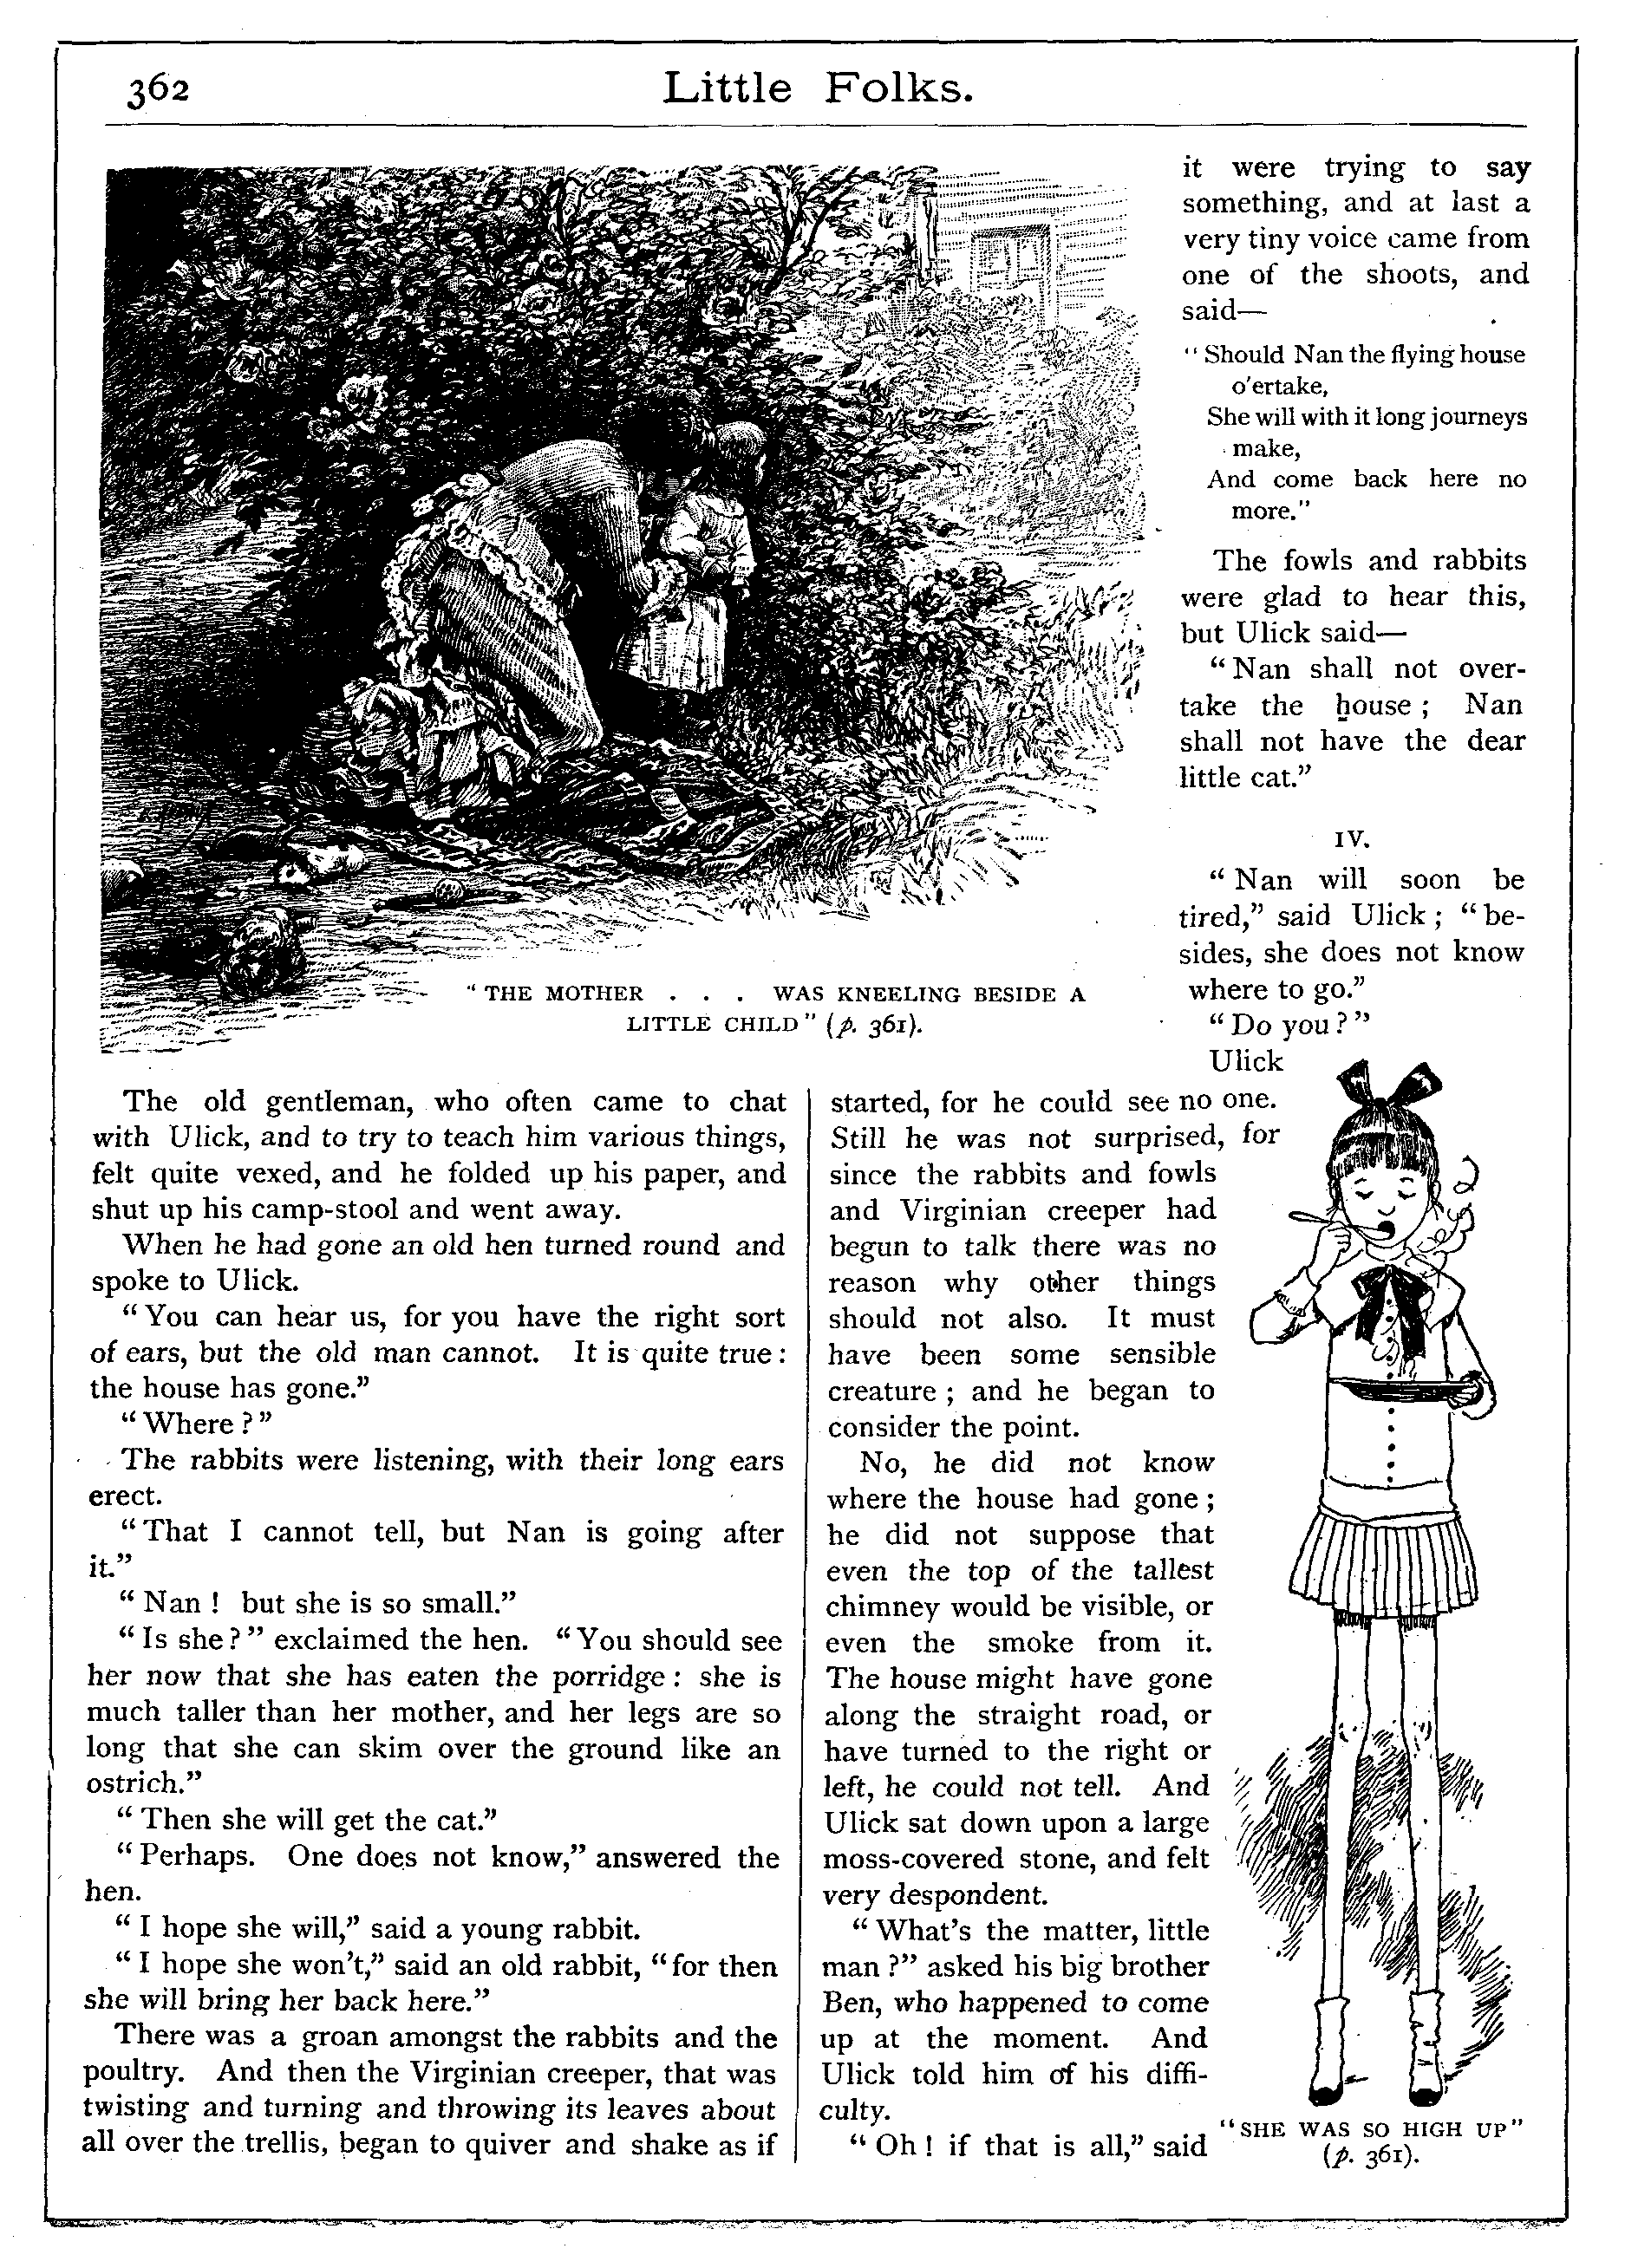 362
Little Folks.
"THE MOTHER . . . WAS KNEELING BESIDE A
LITTLE CHILD" (p. 361).
The old gentleman, who often came to chat
with Ulick, and to try to teach him various things,
felt quite vexed, and he folded up his paper, and
shut up his camp-stool and went away.
When he had gone an old hen turned round and
spoke to Ulick.
“You can hear us, for you have the right sort
of ears, but the old man cannot. It is quite true:
the house has gone.”
“Where?”
The rabbits were listening, with their long ears
erect.
“That I cannot tell, but Nan is going after
it.”
“Nan! but she is so small.”
“Is she?” exclaimed the hen. “You should see
her now that she has eaten the porridge: she is
much taller than her mother, and her legs are so
long that she can skim over the ground like an
ostrich.”
“Then she will get the cat.”
“Perhaps. One does not know,” answered the
hen.
“I hope she will,” said a young rabbit.
“I hope she won't,” said an old rabbit, “for then
she will bring her back here.”
There was a groan amongst the rabbits and the
poultry. And then the Virginian creeper, that was
twisting and turning and throwing its leaves about
all over the trellis, began to quiver and shake as if
it were trying to say
something, and at last a
very tiny voice came from
one of the shoots, and
said—
“Should Nan the flying house
o'ertake,
She will with it long journeys
make,
And come back here no
more.”
The fowls and rabbits
were glad to hear this,
but Ulick said—
“Nan shall not over-
take the house; Nan
shall not have the dear
little cat.”
IV.
“Nan will soon be
tired,” said Ulick; “be-
sides, she does not know
where to go.”
“Do you?”
Ulick
started, for he could see no one.
Still he was not surprised, for
since the rabbits and fowls
and Virginian creeper had
begun to talk there was no
reason why other things
should not also. It must
have been some sensible
creature; and he began to
consider the point.
No, he did not know
where the house had gone;
he did not suppose that
even the top of the tallest
chimney would be visible, or
even the smoke from it.
The house might have gone
along the straight road, or
have turned to the right or
left, he could not tell. And
Ulick sat down upon a large
moss-covered stone, and felt
very despondent.
“What's the matter, little
man?” asked his big brother
Ben, who happened to come
up at the moment. And
Ulick told him of his diffi-
culty.
“Oh! if that is all,” said
"SHE WAS SO HIGH UP"
(p. 361).